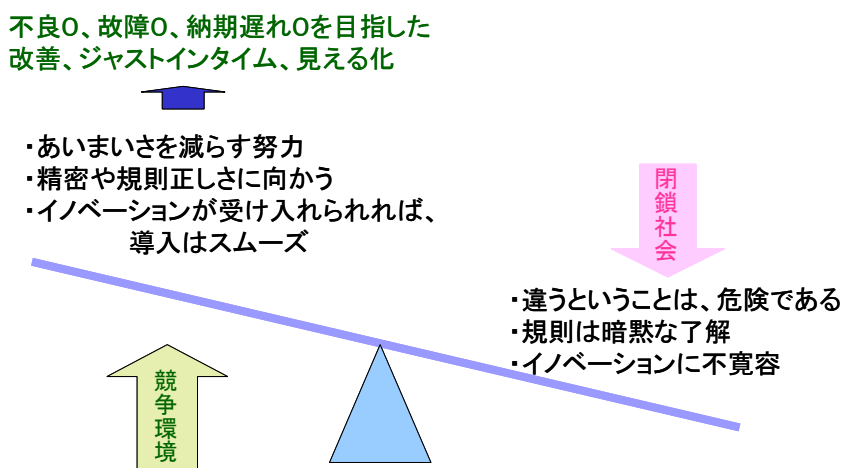 不良0、故障0、納期遅れ0を目指した
改善、ジャストインタイム、見える化
・あいまいさを減らす努力
・精密や規則正しさに向かう
・イノベーションが受け入れられれば、
導入はスムーズ
閉鎖社会
・違うということは、危険である
・規則は暗黙な了解
・イノベーションに不寛容
競争環境